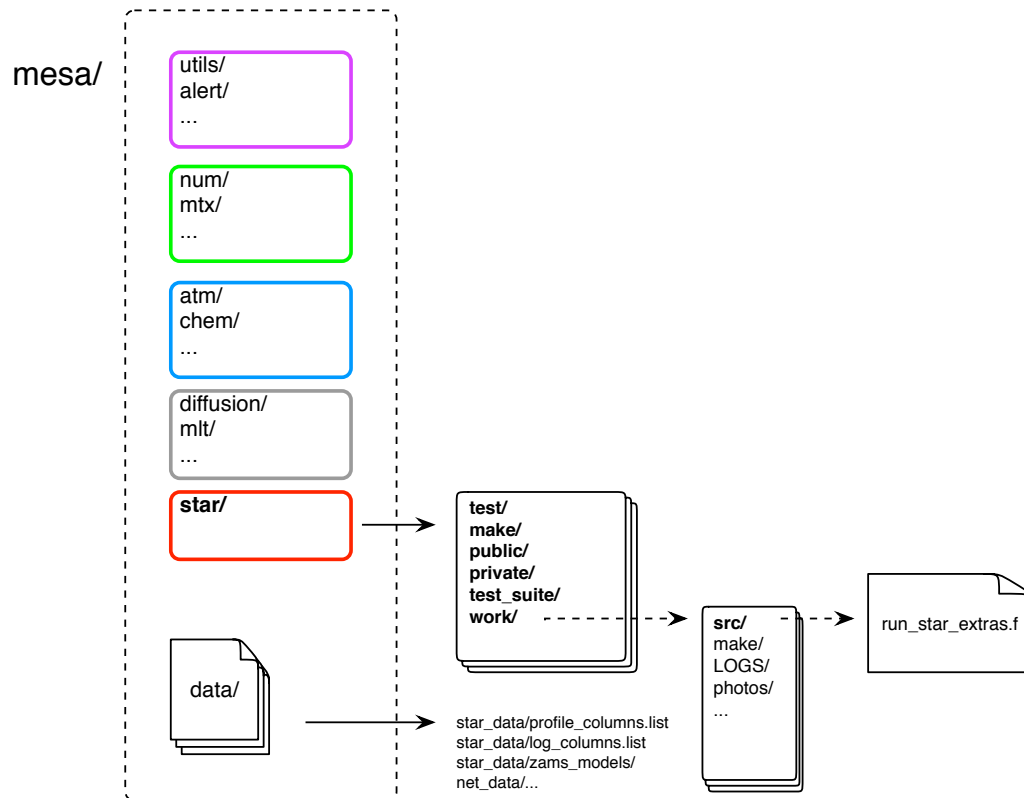 mesa/
utils/
alert/
...
num/
mtx/
...
atm/
chem/
...
diffusion/
mlt/
...
star/
test/
make/
public/
private/
test_suite/
work/
src/
make/
LOGS/
photos/
...
run_star_extras.f
data/
star_data/profile_columns.list
star_data/log_columns.list
star_data/zams_models/
net_data/...